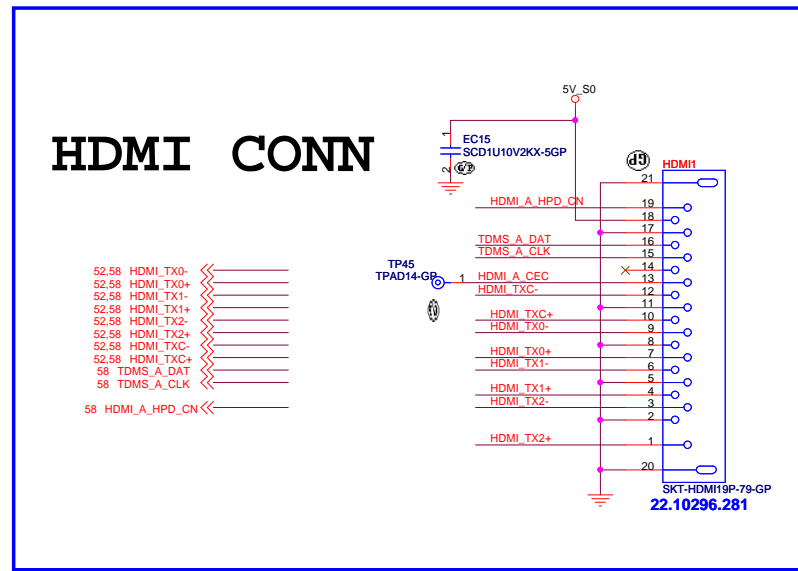 HDMI CONN
5V_S0
1
EC15
SCD1U10V2KX-5GP
2
GP
HDMI1
21
HDMI_A_HPD_CN 19
18
17
TDMS_A_DAT 16
TDMS_A_CLK 15
14
TP45
TPAD14-GP
1 HDMI_A_CEC 13
HDMI_TXC- 12
11
HDMI_TXC+ 10
HDMI_TX0- 9
8
HDMI_TX0+ 7
HDMI_TX1- 6
5
HDMI_TX1+ 4
HDMI_TX2- 3
2
HDMI_TX2+ 1
20
SKT-HDMI19P-79-GP
22.10296.281
52,58 HDMI_TX0-
52,58 HDMI_TX0+
52,58 HDMI_TX1-
52,58 HDMI_TX1+
52,58 HDMI_TX2-
52,58 HDMI_TX2+
52,58 HDMI_TXC-
52,58 HDMI_TXC+
58 TDMS_A_DAT
58 TDMS_A_CLK
58 HDMI_A_HPD_CN